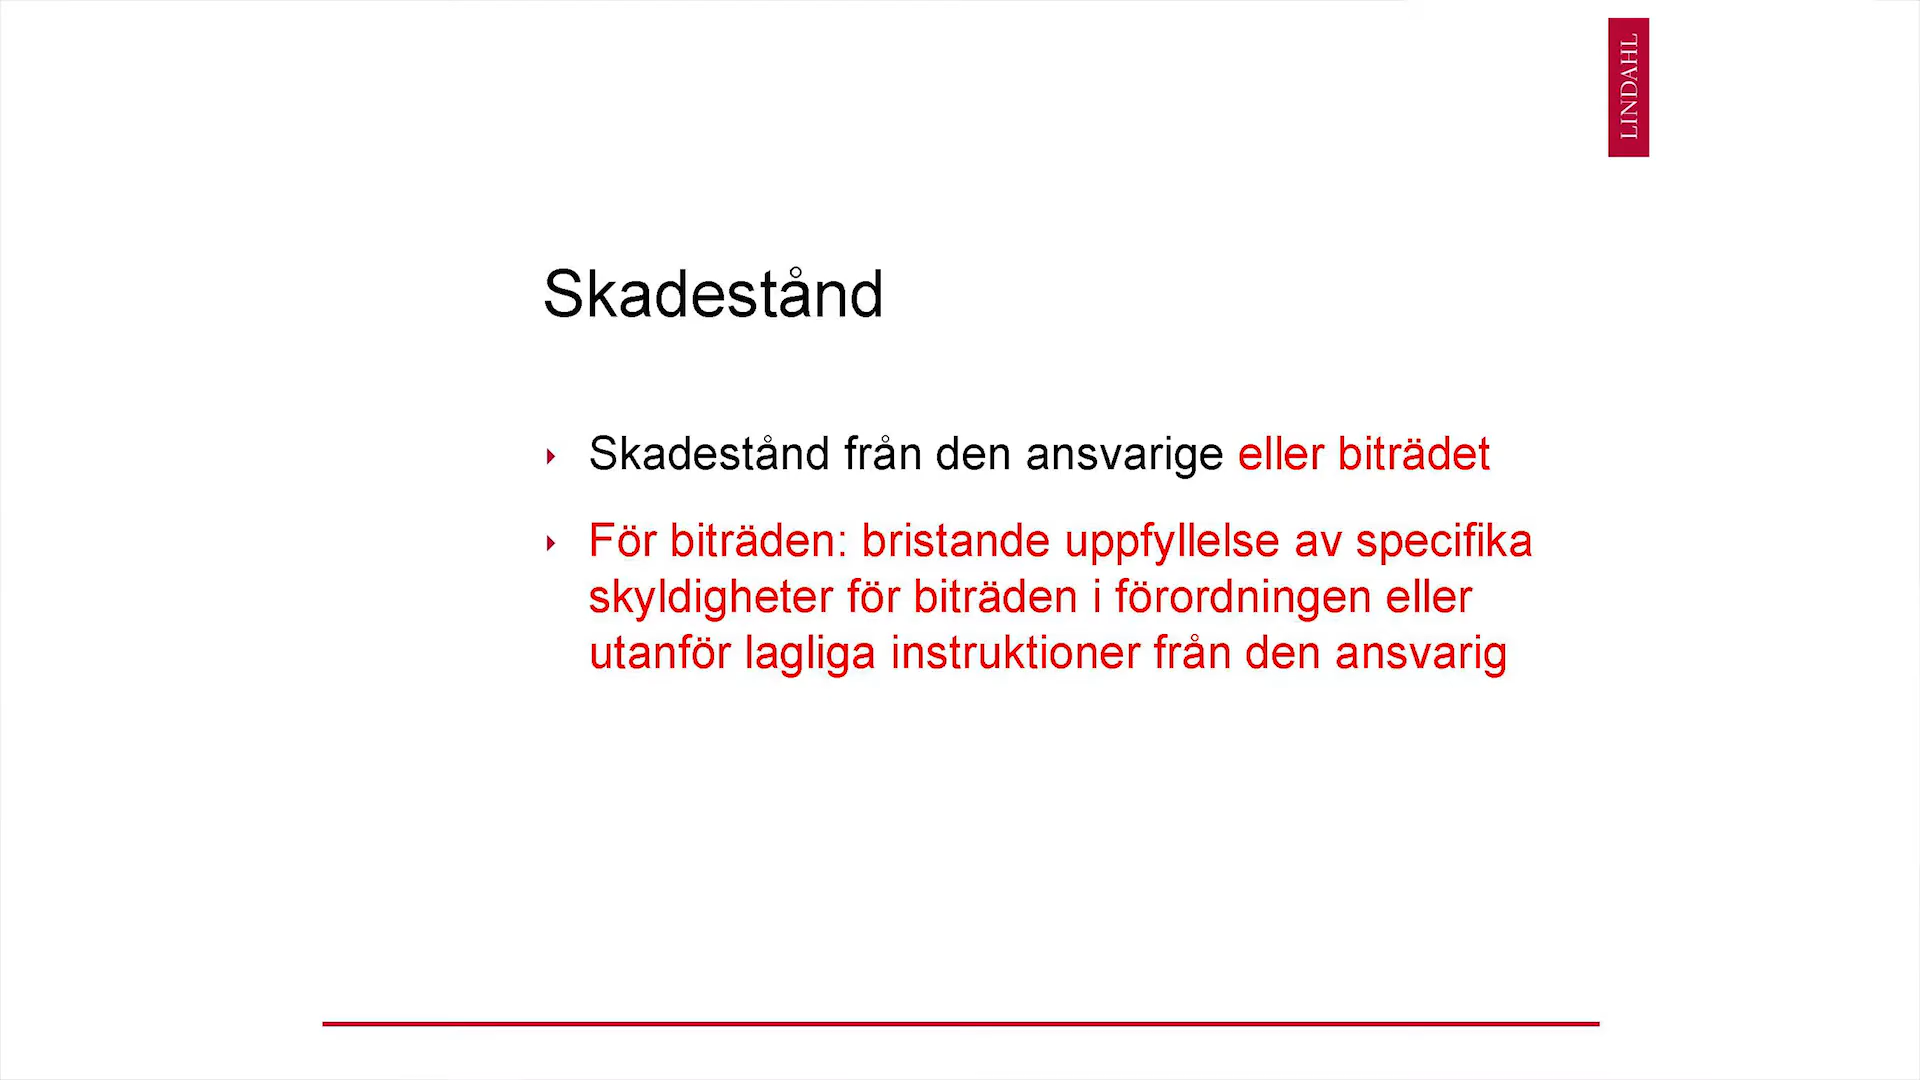 LINDAHL
Skadestånd
Skadestånd från den ansvarige eller biträdet
För biträden: bristande uppfyllelse av specifika
skyldigheter för biträden i förordningen eller
utanför lagliga instruktioner från den ansvarig